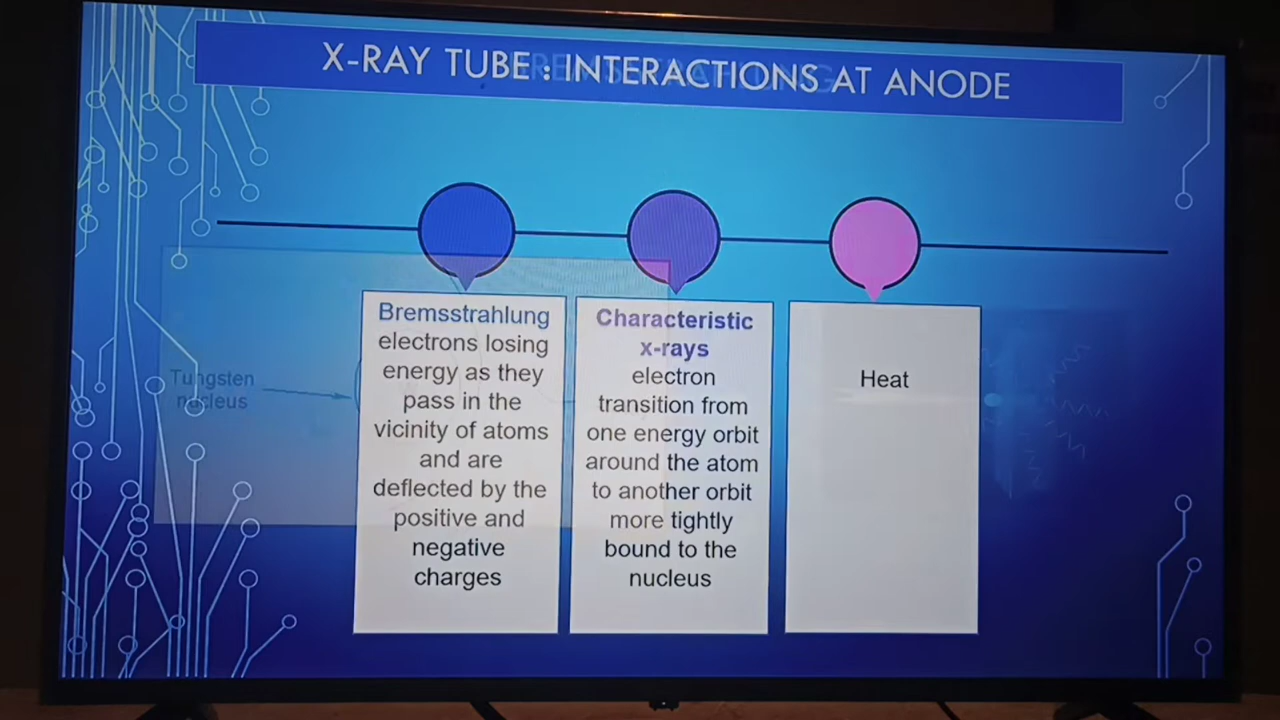 X-RAY TUBE : INTERACTIONS AT ANODE
Bremsstrahlung
electrons losing
energy as they
pass in the
vicinity of atoms
and are
deflected by the
positive and
negative
charges
Characteristic
x-rays
electron
transition from
one energy orbit
around the atom
to another orbit
more tightly
bound to the
nucleus
Heat
Tungsten
nucleus